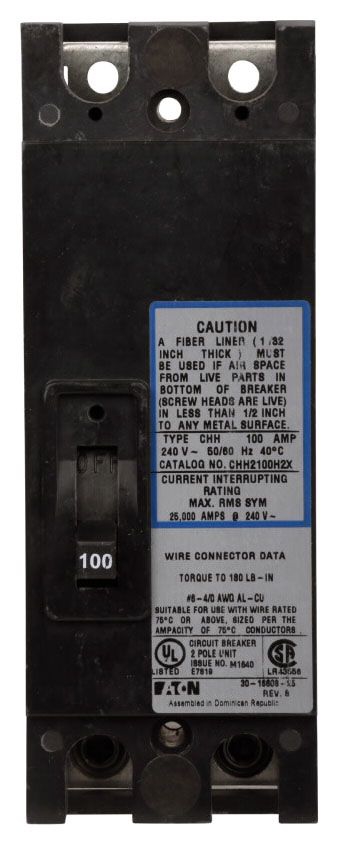 CAUTION
A FIBER LINER (1/32
INCH THICK) MUST
BE USED IF AIR SPACE
FROM LIVE PARTS IN
BOTTOM OF BREAKER
(SCREW HEADS ARE LIVE)
IN LESS THAN 1/2 INCH
TO ANY METAL SURFACE.
TYPE CHH 100 AMP
240 V~ 50/60 Hz 40°C
CATALOG NO. CHH2100H2X
CURRENT INTERRUPTING
RATING
MAX. RMS SYM
25,000 AMPS @ 240 V~
OFF
100
WIRE CONNECTOR DATA
TORQUE TO 180 LB-IN
#6-4/0 AWG AL-CU
SUITABLE FOR USE WITH WIRE RATED
75°C OR ABOVE, SIZED PER THE
AMPACITY OF 75°C CONDUCTORS
UL
LISTED
CIRCUIT BREAKER
2 POLE UNIT
ISSUE NO. M1640
E7819
SA
EATON
REV. 8
Assembled in Dominican Republic